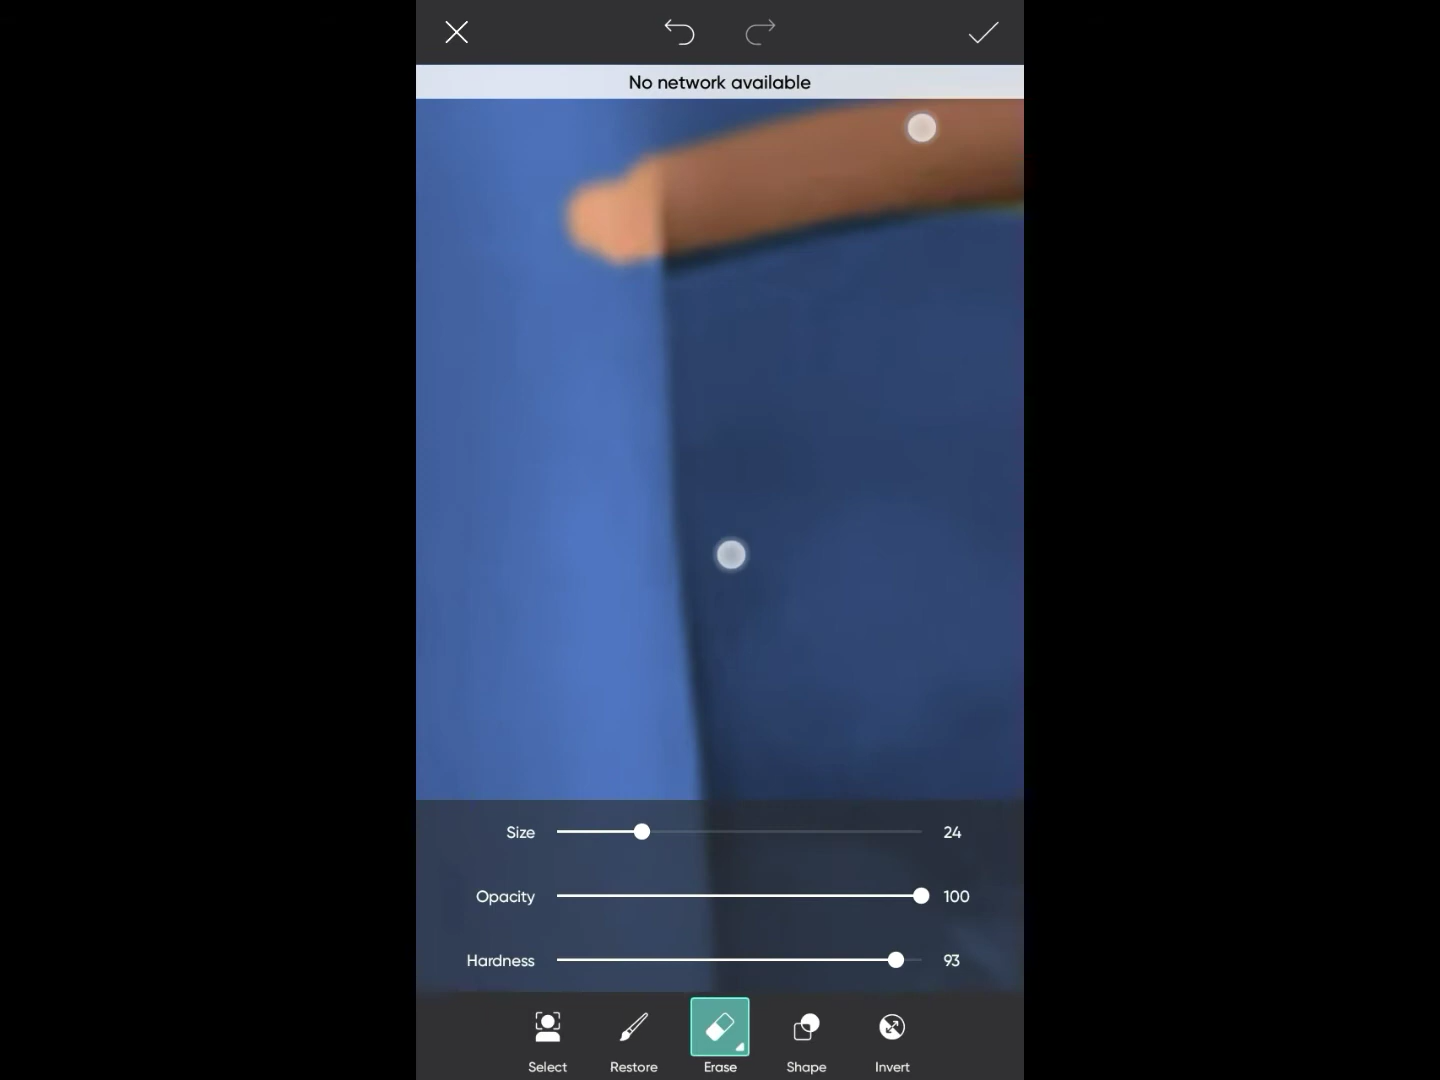 No network available
Size 24
Opacity 100
Hardness 93
Select Restore Erase Shape Invert